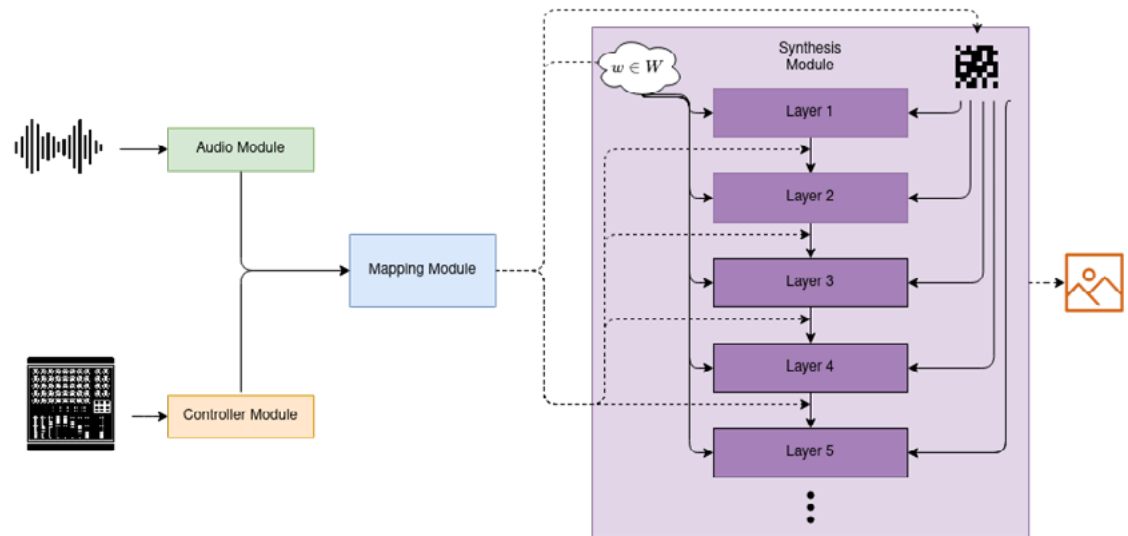 Synthesis
Module
w ∈ W
Layer 1
Audio Module
Layer 2
Mapping Module
Layer 3
Layer 4
Controller Module
Layer 5